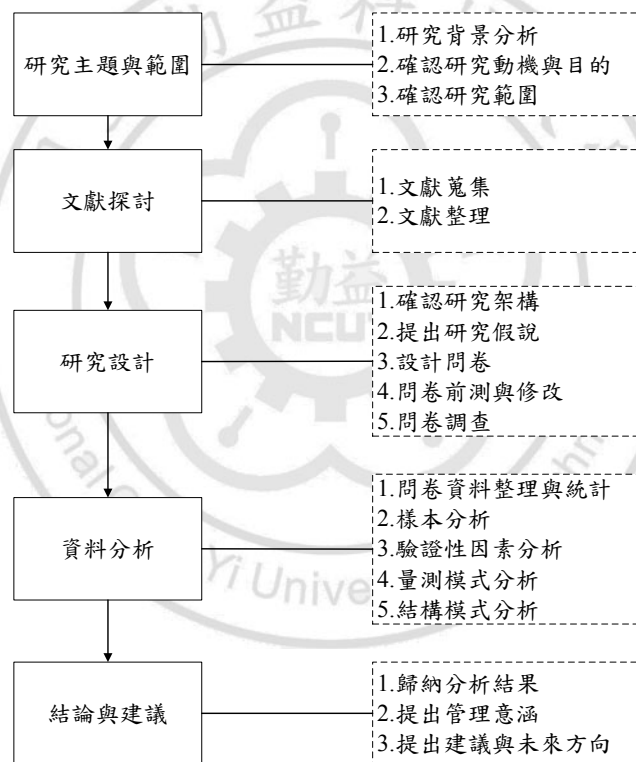 研究主題與範圍
1.研究背景分析
2.確認研究動機與目的
3.確認研究範圍
文獻探討
1.文獻蒐集
2.文獻整理
勤益
NCU
研究設計
1.確認研究架構
2.提出研究假說
3.設計問卷
4.問卷前測與修改
5.問卷調查
資料分析
1.問卷資料整理與統計
2.樣本分析
3.驗證性因素分析
4.量測模式分析
5.結構模式分析
Yi Unive
結論與建議
1.歸納分析結果
2.提出管理意涵
3.提出建議與未來方向